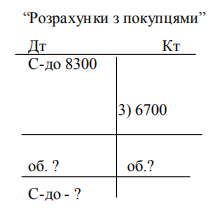 “Розрахунки з покупцями”
Дт Кт
С-до 8300
3) 6700
об. ? об.?
С-до - ?